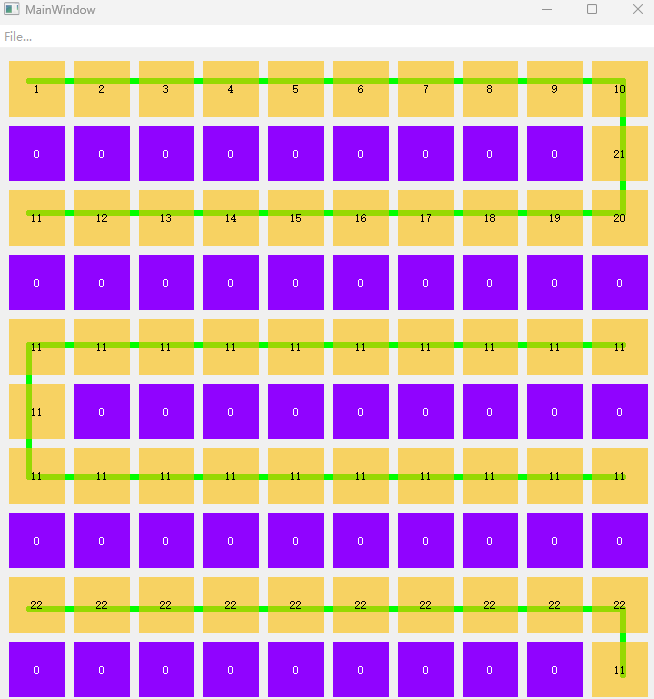 MainWindow
File...
1 2 3 4 5 6 7 8 9 10
0 0 0 0 0 0 0 0 0 21
11 12 13 14 15 16 17 18 19 20
0 0 0 0 0 0 0 0 0 0
11 11 11 11 11 11 11 11 11 11
11 0 0 0 0 0 0 0 0 0
11 11 11 11 11 11 11 11 11 11
0 0 0 0 0 0 0 0 0 0
22 22 22 22 22 22 22 22 22 22
0 0 0 0 0 0 0 0 0 11